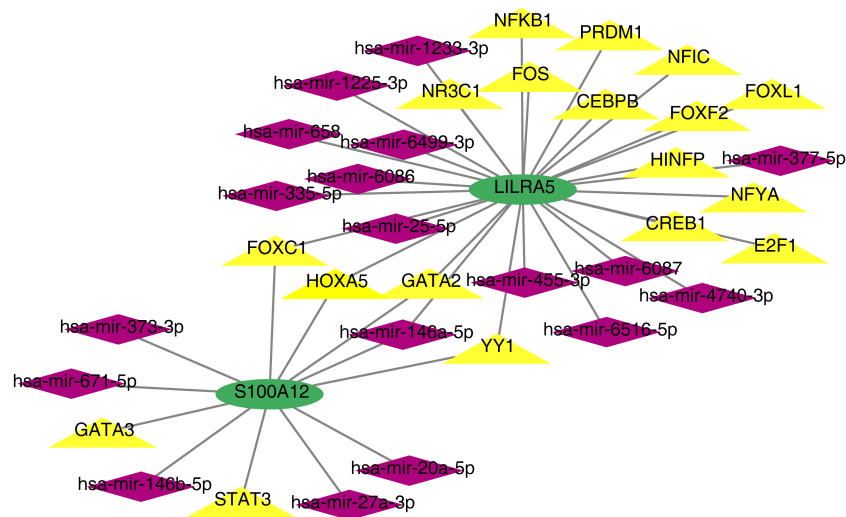 NFKB1
PRDM1
hsa-mir-1233-3p
NFIC
FOS
hsa-mir-1225-3p
NR3C1
FOXL1
CEBPB
FOXF2
hsa-mir-658
hsa-mir-6499-3p
HINFP
hsa-mir-377-5p
hsa-mir-6086
LILRA5
hsa-mir-335-5p
NFYA
hsa-mir-25-5p
CREB1
FOXC1
E2F1
hsa-mir-6087
HOXA5
GATA2
hsa-mir-455-3p
hsa-mir-4740-3p
hsa-mir-373-3p
hsa-mir-146a-5p
hsa-mir-6516-5p
YY1
hsa-mir-671-5p
S100A12
GATA3
hsa-mir-20a-5p
hsa-mir-146b-5p
STAT3
hsa-mir-27a-3p